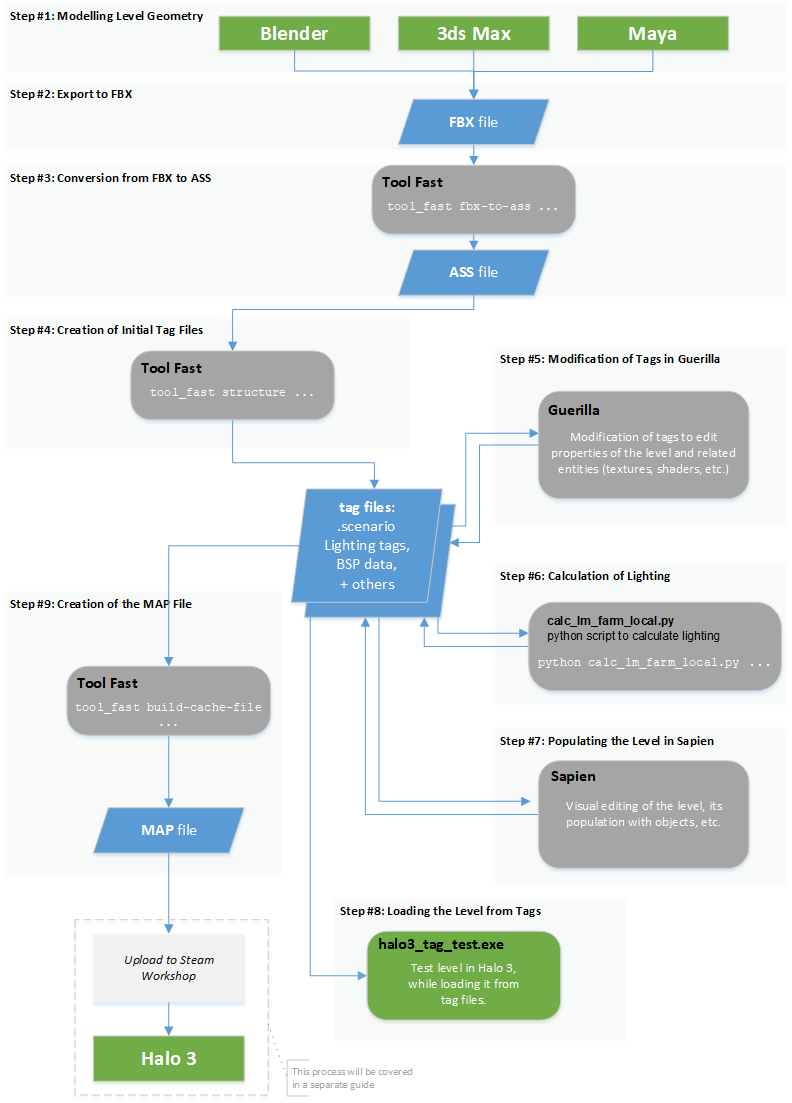 Step #1: Modelling Level Geometry
Blender
3ds Max
Maya
Step #2: Export to FBX
FBX file
Step #3: Conversion from FBX to ASS
Tool Fast
tool_fast fbx-to-ass ...
ASS file
Step #4: Creation of Initial Tag Files
Tool Fast
tool_fast structure ...
Step #5: Modification of Tags in Guerilla
Guerilla
Modification of tags to edit
properties of the level and related
entities (textures, shaders, etc.)
tag files:
.scenario
Lighting tags,
BSP data,
+ others
Step #6: Calculation of Lighting
calc_lm_farm_local.py
python script to calculate lighting
python calc_lm_farm_local.py ...
Step #9: Creation of the MAP File
Tool Fast
tool_fast build-cache-file
...
MAP file
Step #7: Populating the Level in Sapien
Sapien
Visual editing of the level, its
population with objects, etc.
Step #8: Loading the Level from Tags
halo3_tag_test.exe
Test level in Halo 3,
while loading it from
tag files.
Upload to Steam
Workshop
Halo 3
This process will be covered
in a separate guide